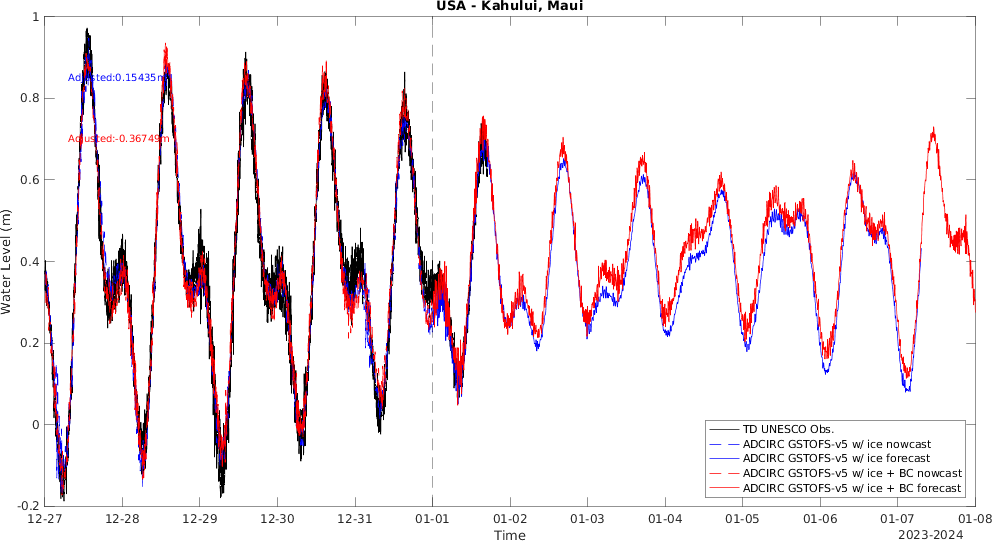 USA - Kahului, Maui
Water Level (m)
1
0.8
0.6
0.4
0.2
0
-0.2
Adjusted:0.15435m
Adjusted:-0.36749m
TD UNESCO Obs.
ADCIRC GSTOFS-v5 w/ ice nowcast
ADCIRC GSTOFS-v5 w/ ice forecast
ADCIRC GSTOFS-v5 w/ ice + BC nowcast
ADCIRC GSTOFS-v5 w/ ice + BC forecast
12-27 12-28 12-29 12-30 12-31 01-01 01-02 01-03 01-04 01-05 01-06 01-07 01-08
Time
2023-2024